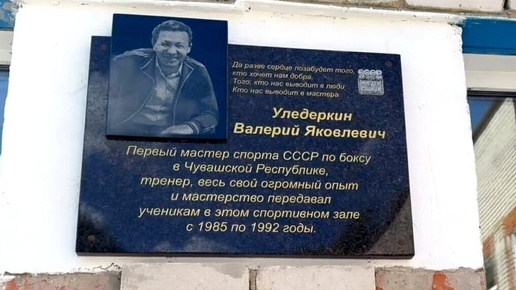 Да разве сердце позабудет того,
кто хочет нам добра,
Того, кто нас выводит в люди
Кто нас выводит в мастера
СССР
Уледеркин
Валерий Яковлевич
Первый мастер спорта СССР по боксу
в Чувашской Республике,
тренер, весь свой огромный опыт
и мастерство передавал
ученикам в этом спортивном зале
с 1985 по 1992 годы.